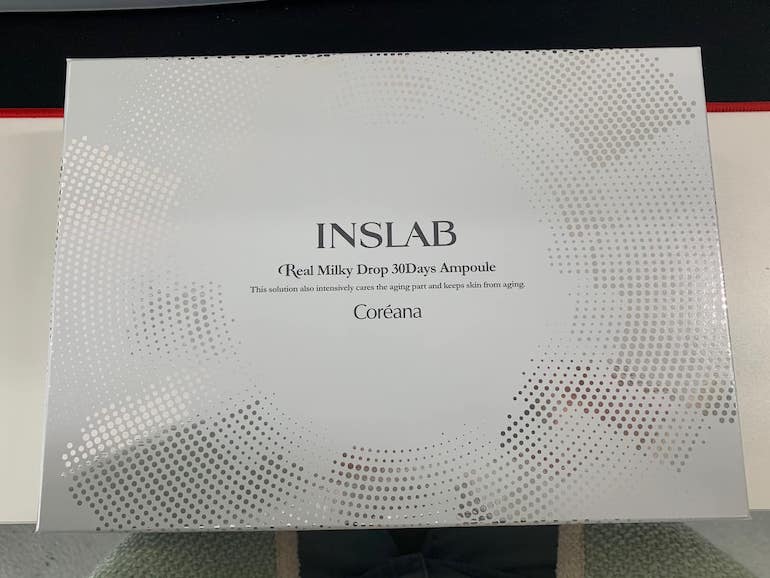 INSLAB
Real Milky Drop 30Days Ampoule
This solution also intensively cares the aging part and keeps skin from aging.
Coréana